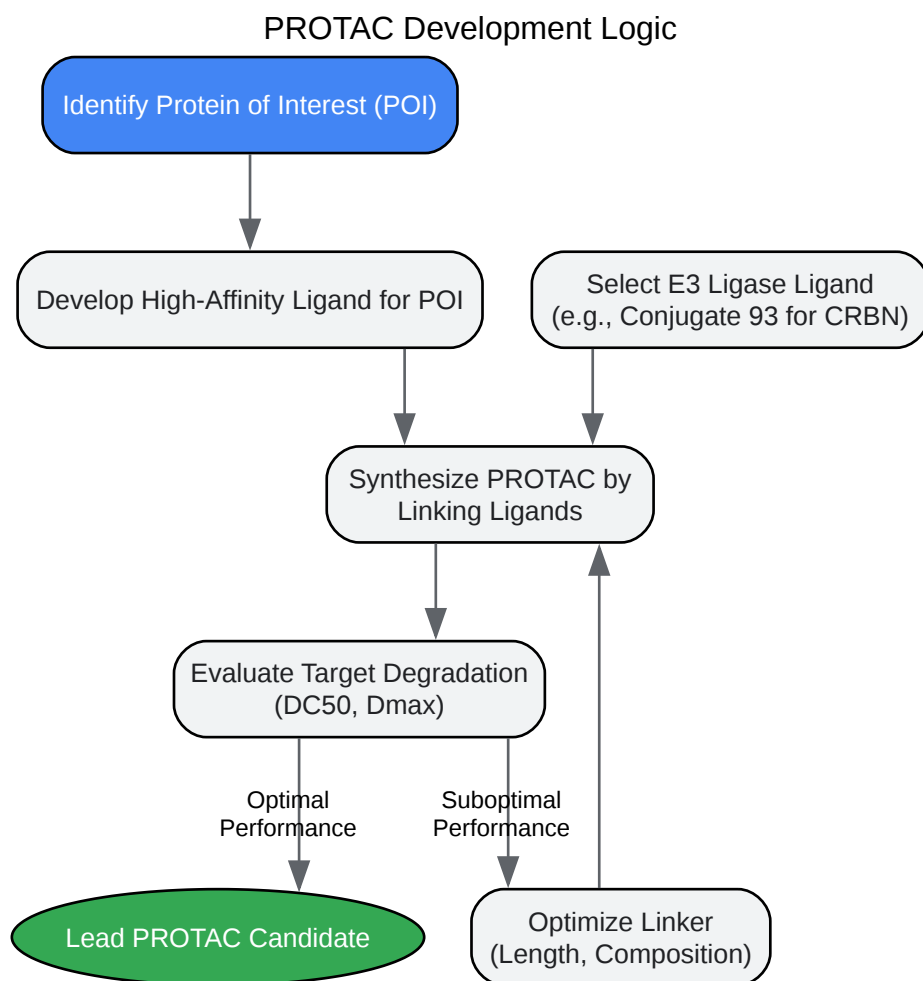 PROTAC Development Logic
Identify Protein of Interest (POI)
Develop High-Affinity Ligand for POI
Select E3 Ligase Ligand
(e.g., Conjugate 93 for CRBN)
Synthesize PROTAC by
Linking Ligands
Evaluate Target Degradation
(DC50, Dmax)
Optimal
Performance
Suboptimal
Performance
Lead PROTAC Candidate
Optimize Linker
(Length, Composition)